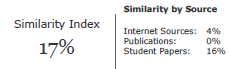 Similarity Index
17%
Similarity by Source
Internet Sources: 4%
Publications: 0%
Student Papers: 16%